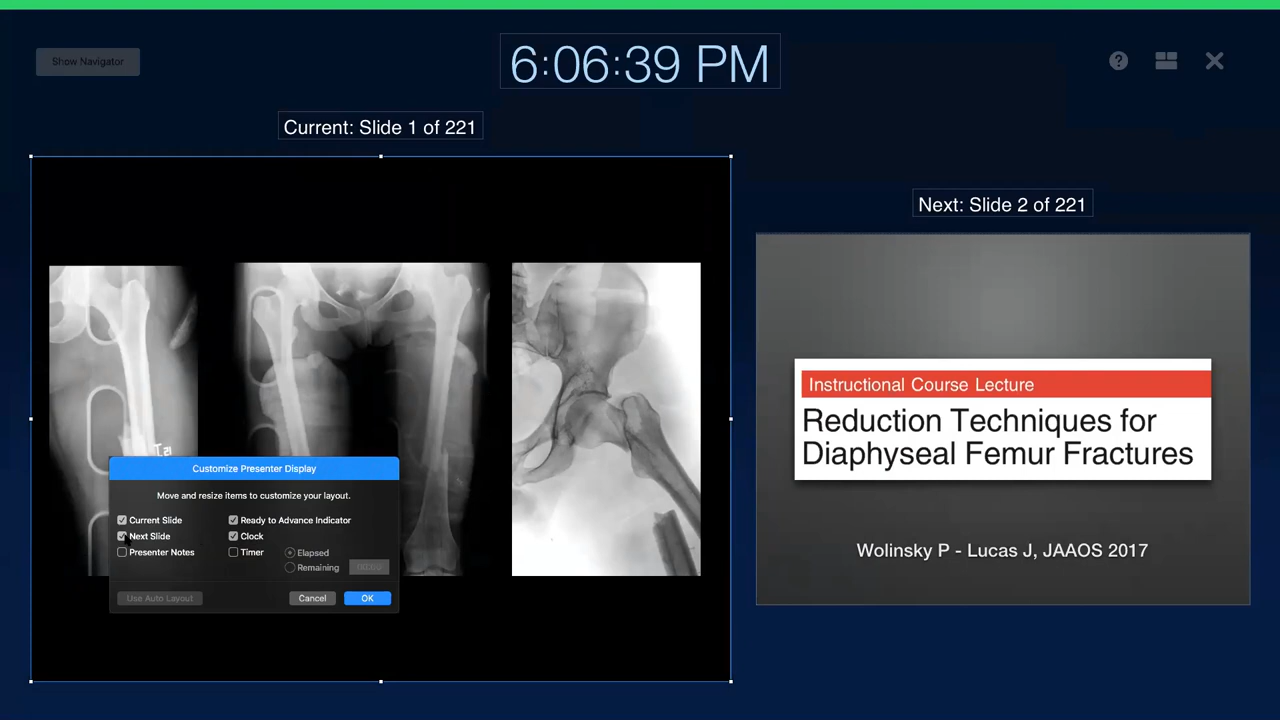 Show Navigator
6:06:39 PM
Current: Slide 1 of 221
Next: Slide 2 of 221
Instructional Course Lecture
Reduction Techniques for
Diaphyseal Femur Fractures
Wolinsky P - Lucas J, JAAOS 2017
Customize Presenter Display
Move and resize items to customize your layout.
Current Slide
Ready to Advance Indicator
Next Slide
Clock
Presenter Notes
Timer
Elapsed
Remaining
Use Auto Layout
Cancel
OK